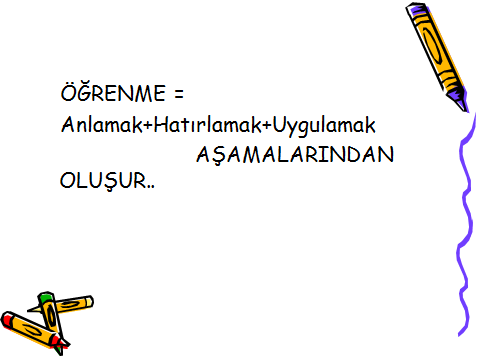 ÖĞRENME =
Anlamak+Hatırlamak+Uygulamak
AŞAMALARINDAN
OLUŞUR..